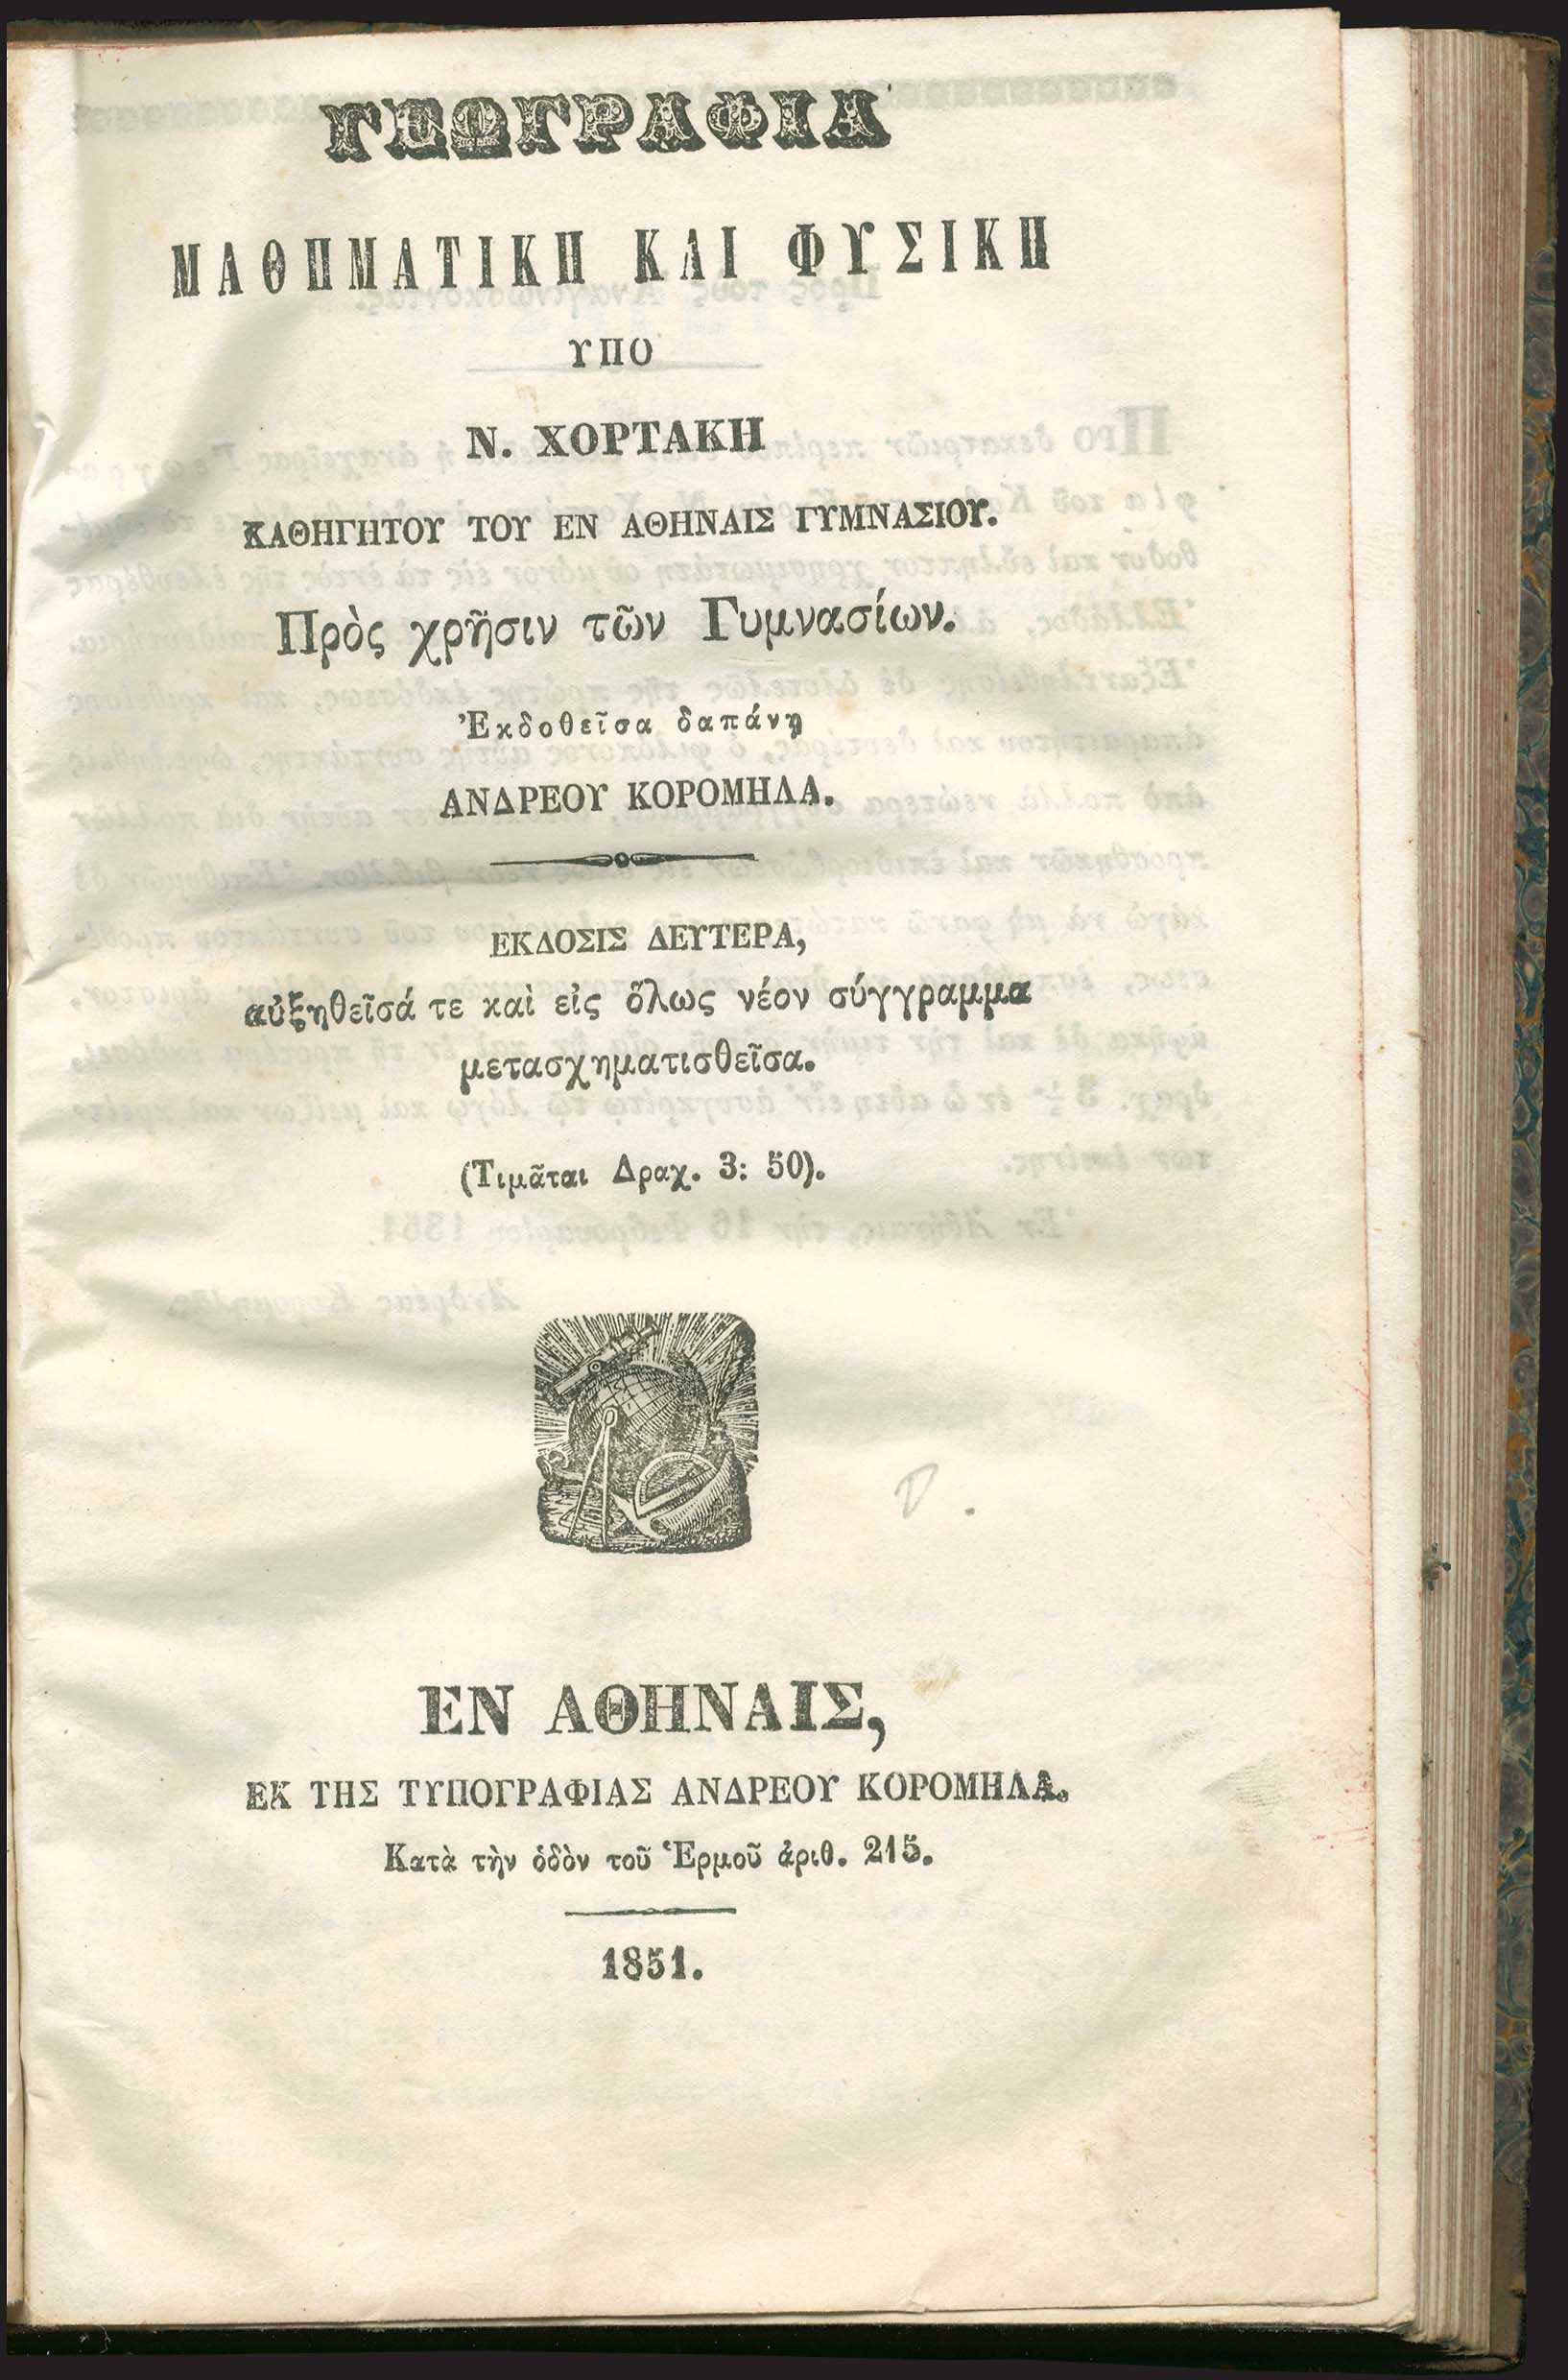 ΓΕΩΓΡΑΦΙΑ
ΜΑΘΗΜΑΤΙΚΗ ΚΑΙ ΦΥΣΙΚΗ
ΥΠΟ
Ν. ΧΟΡΤΑΚΗ
ΚΑΘΗΓΗΤΟΥ ΤΟΥ ΕΝ ΑΘΗΝΑΙΣ ΓΥΜΝΑΣΙΟΥ.
Πρὸς χρῆσιν τῶν Γυμνασίων.
Ἐκδοθεῖσα δαπάνῃ
ΑΝΔΡΕΟΥ ΚΟΡΟΜΗΛΑ.
ΕΚΔΟΣΙΣ ΔΕΥΤΕΡΑ,
αὐξηθεῖσά τε καὶ εἰς ὅλως νέον σύγγραμμα
μετασχηματισθεῖσα.
(Τιμᾶται Δραχ. 3: 50).
ΕΝ ΑΘΗΝΑΙΣ,
ΕΚ ΤΗΣ ΤΥΠΟΓΡΑΦΙΑΣ ΑΝΔΡΕΟΥ ΚΟΡΟΜΗΛΑ.
Κατὰ τὴν ὁδὸν τοῦ Ἑρμοῦ ἀριθ. 215.
1851.